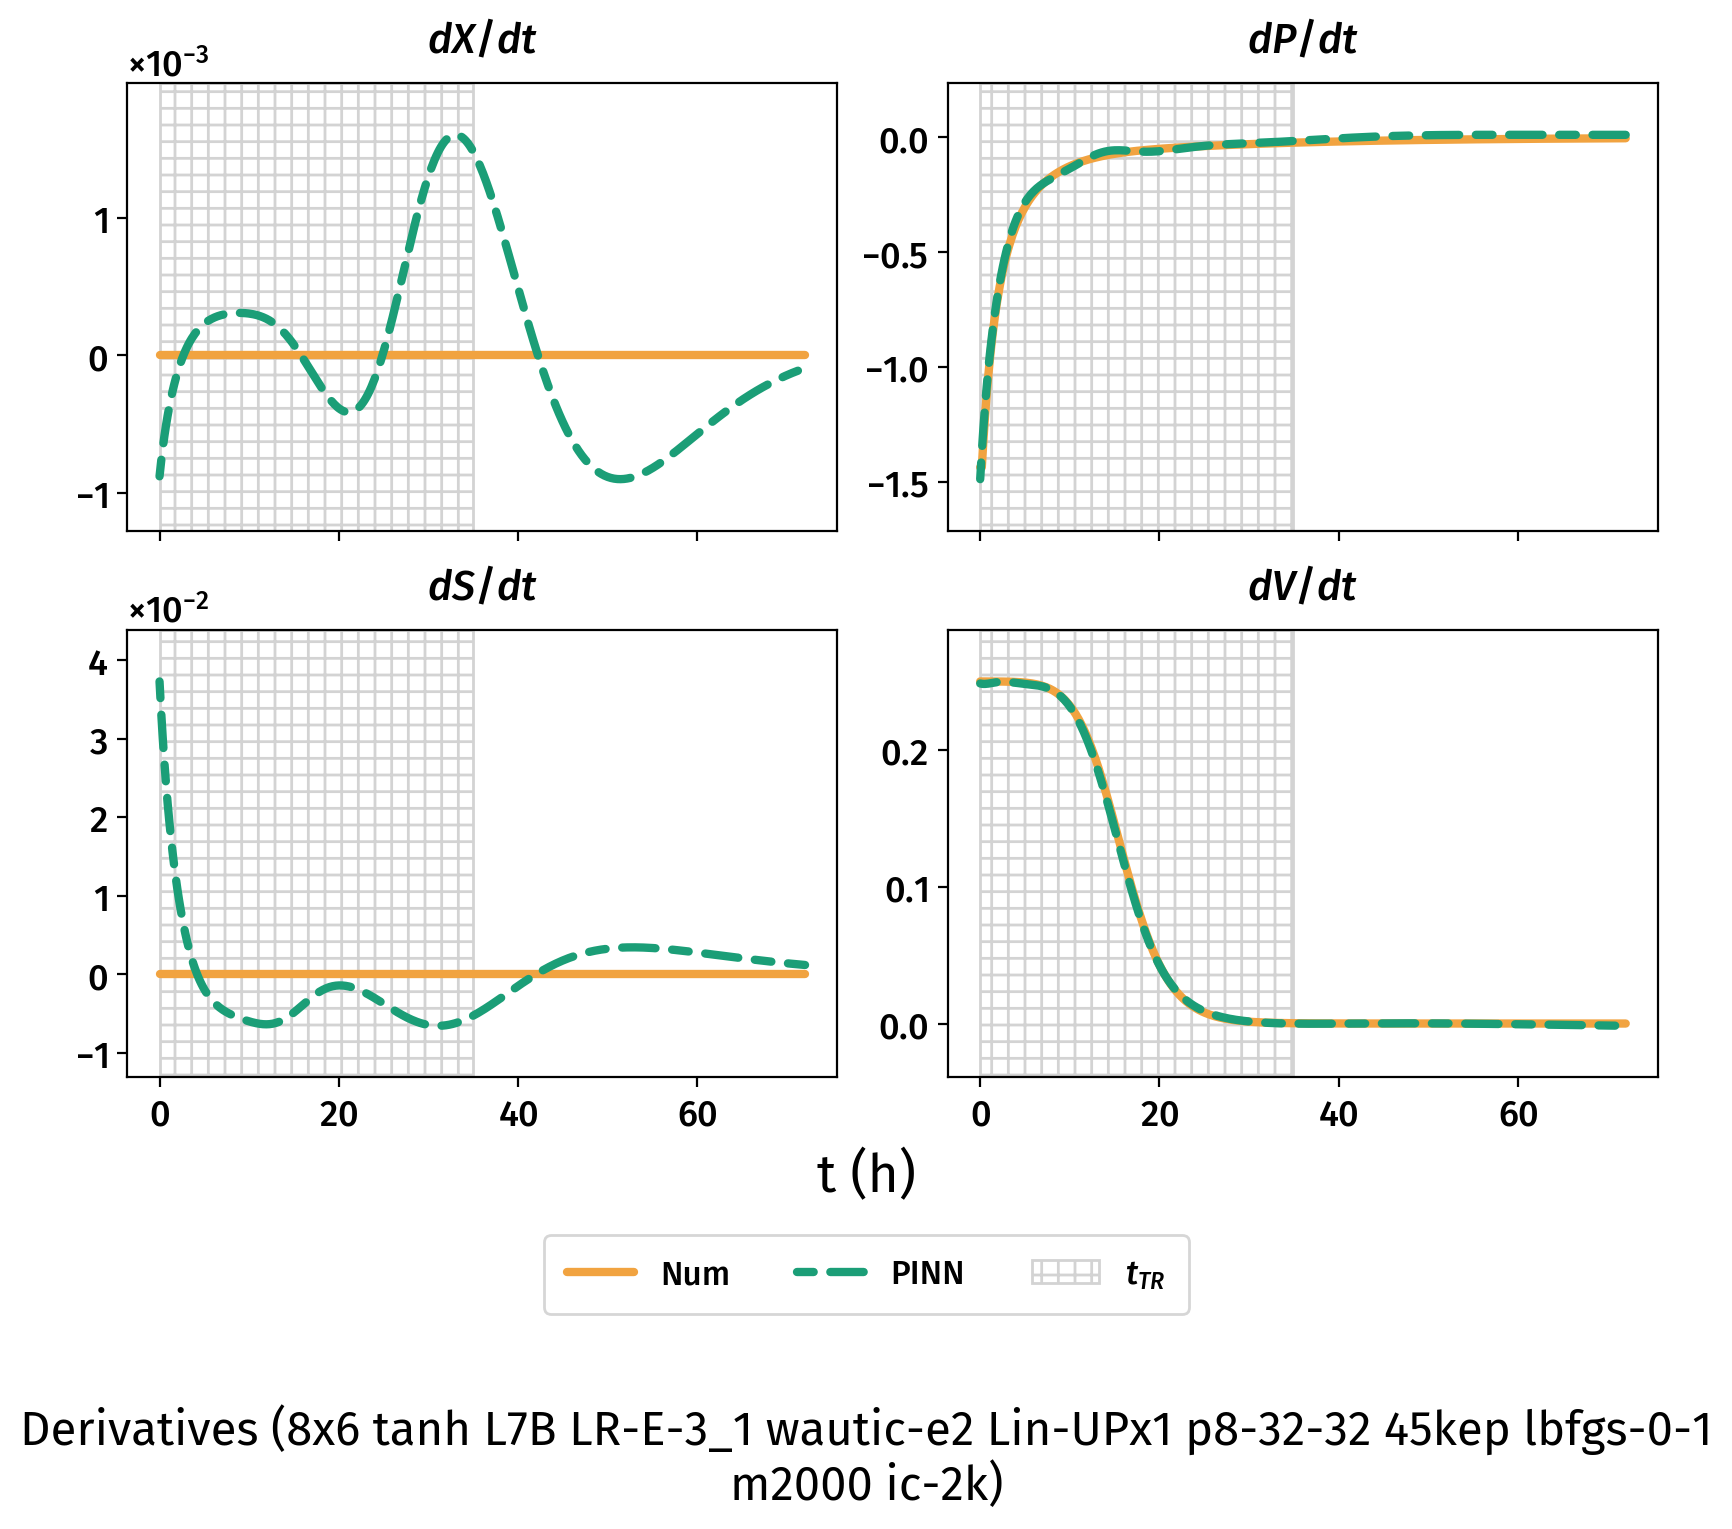 dX/dt
×10⁻³
1
0
−1
dP/dt
0.0
−0.5
−1.0
−1.5
dS/dt
×10⁻²
4
3
2
1
0
−1
0 20 40 60
dV/dt
0.2
0.1
0.0
0 20 40 60
t (h)
Num PINN t_TR
Derivatives (8x6 tanh L7B LR-E-3_1 wautic-e2 Lin-UPx1 p8-32-32 45kep lbfgs-0-1
m2000 ic-2k)